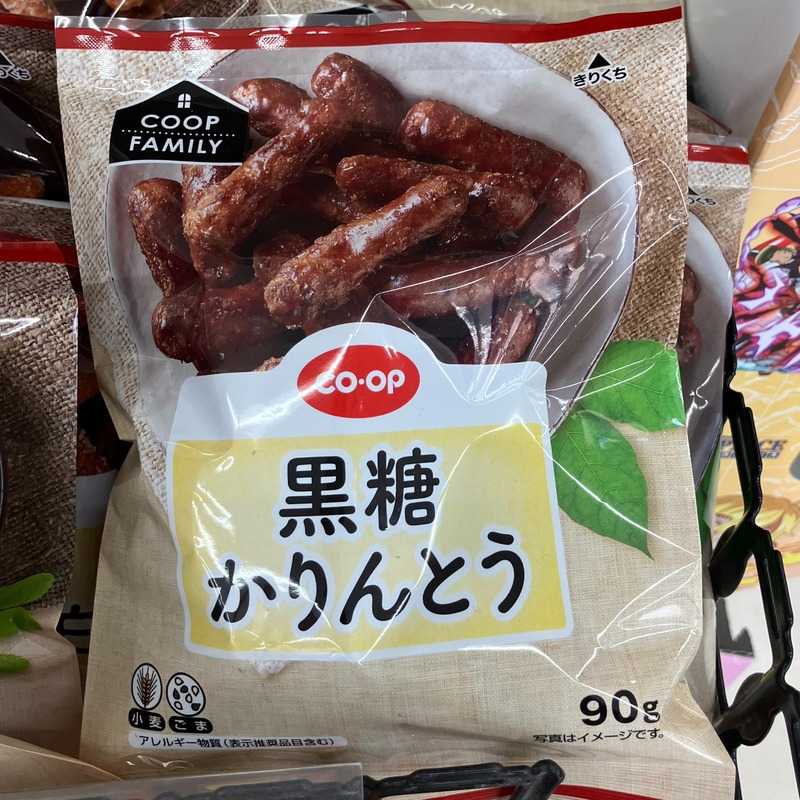 きりくち
COOP
FAMILY
CO·OP
黒糖
かりんとう
小麦 ごま
アレルギー物質(表示推奨品目含む)
90g
写真はイメージです。